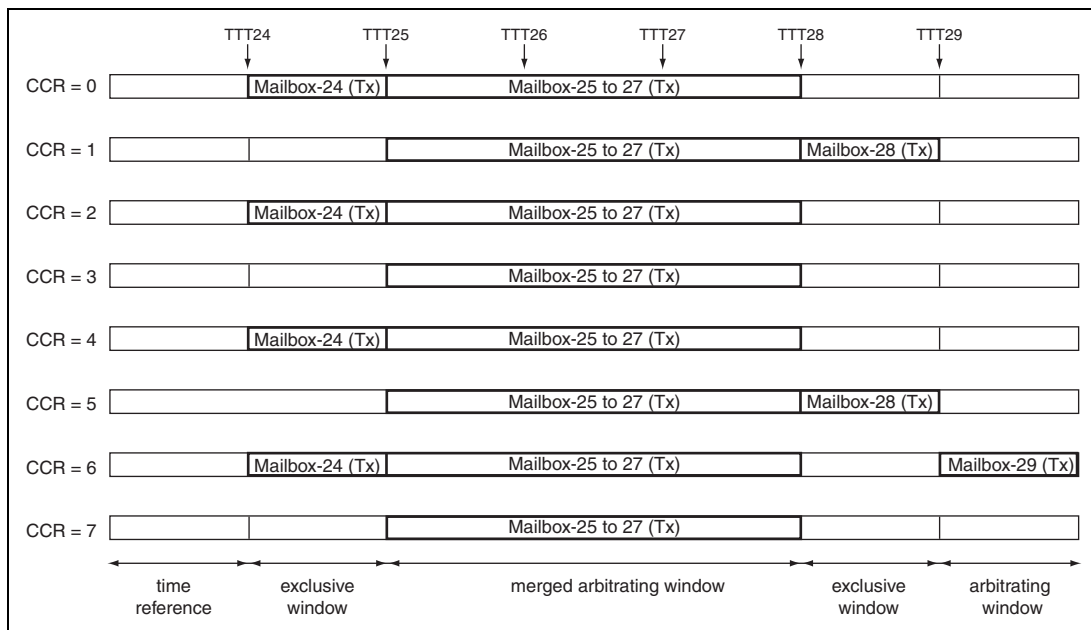 TTT24 TTT25 TTT26 TTT27 TTT28 TTT29
CCR = 0 Mailbox-24 (Tx) Mailbox-25 to 27 (Tx)
CCR = 1 Mailbox-25 to 27 (Tx) Mailbox-28 (Tx)
CCR = 2 Mailbox-24 (Tx) Mailbox-25 to 27 (Tx)
CCR = 3 Mailbox-25 to 27 (Tx)
CCR = 4 Mailbox-24 (Tx) Mailbox-25 to 27 (Tx)
CCR = 5 Mailbox-25 to 27 (Tx) Mailbox-28 (Tx)
CCR = 6 Mailbox-24 (Tx) Mailbox-25 to 27 (Tx) Mailbox-29 (Tx)
CCR = 7 Mailbox-25 to 27 (Tx)
time exclusive merged arbitrating window exclusive arbitrating
reference window window window